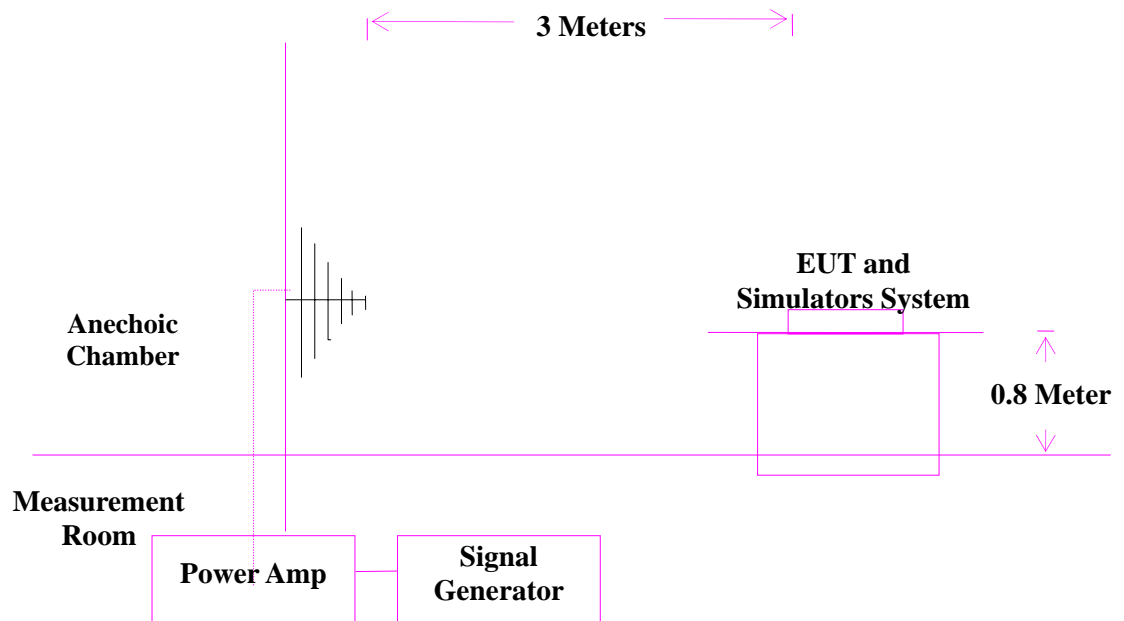 3 Meters
EUT and
Simulators System
Anechoic
Chamber
0.8 Meter
Measurement
Room
Power Amp
Signal
Generator